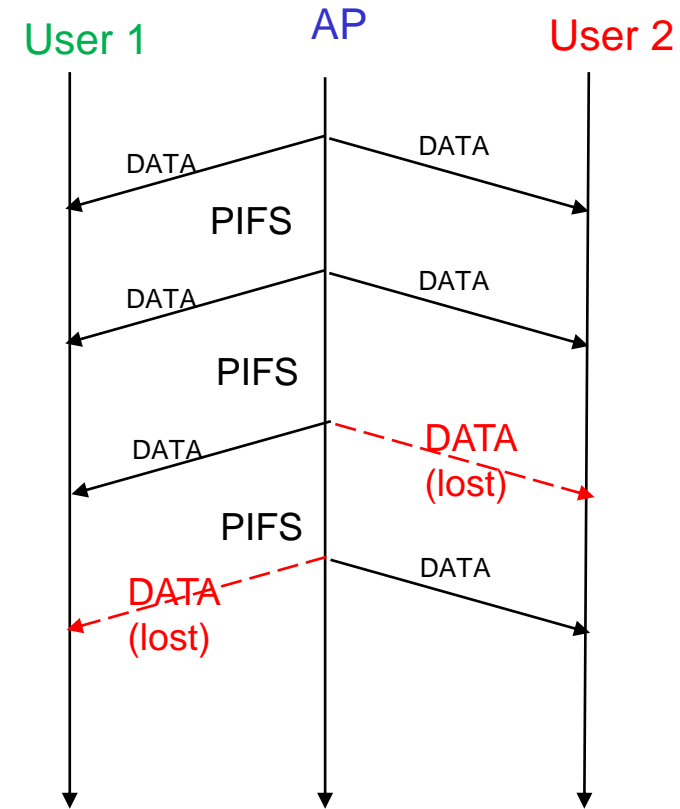 User 1
AP
User 2
DATA
DATA
PIFS
DATA
DATA
PIFS
DATA
DATA
(lost)
PIFS
DATA
(lost)
DATA